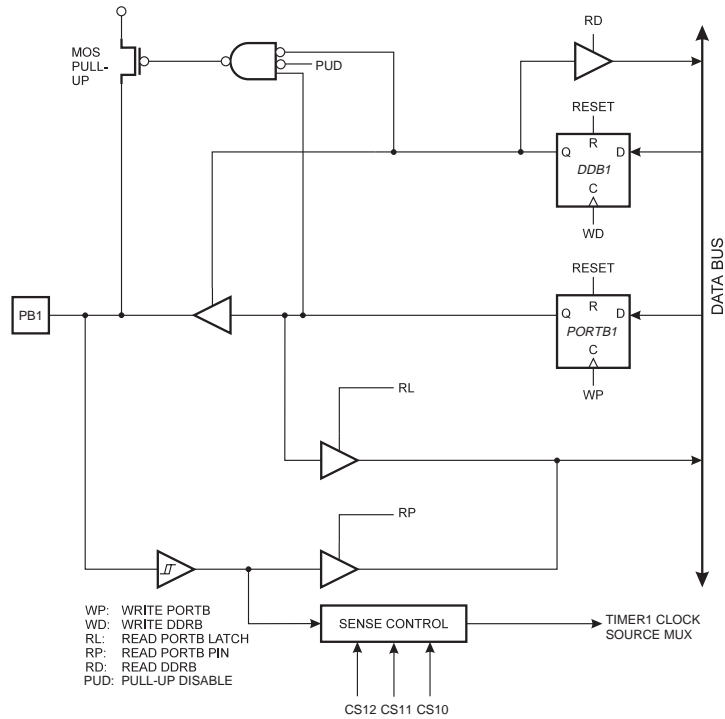 RD
MOS
PULL-
UP
PUD
RESET
R
Q
D
DDB1
C
WD
DATA BUS
RESET
R
Q
D
PB1
PORTB1
C
WP
RL
RP
WP: WRITE PORTB
WD: WRITE DDRB
RL: READ PORTB LATCH
RP: READ PORTB PIN
RD: READ DDRB
PUD: PULL-UP DISABLE
SENSE CONTROL
TIMER1 CLOCK
SOURCE MUX
CS12 CS11 CS10